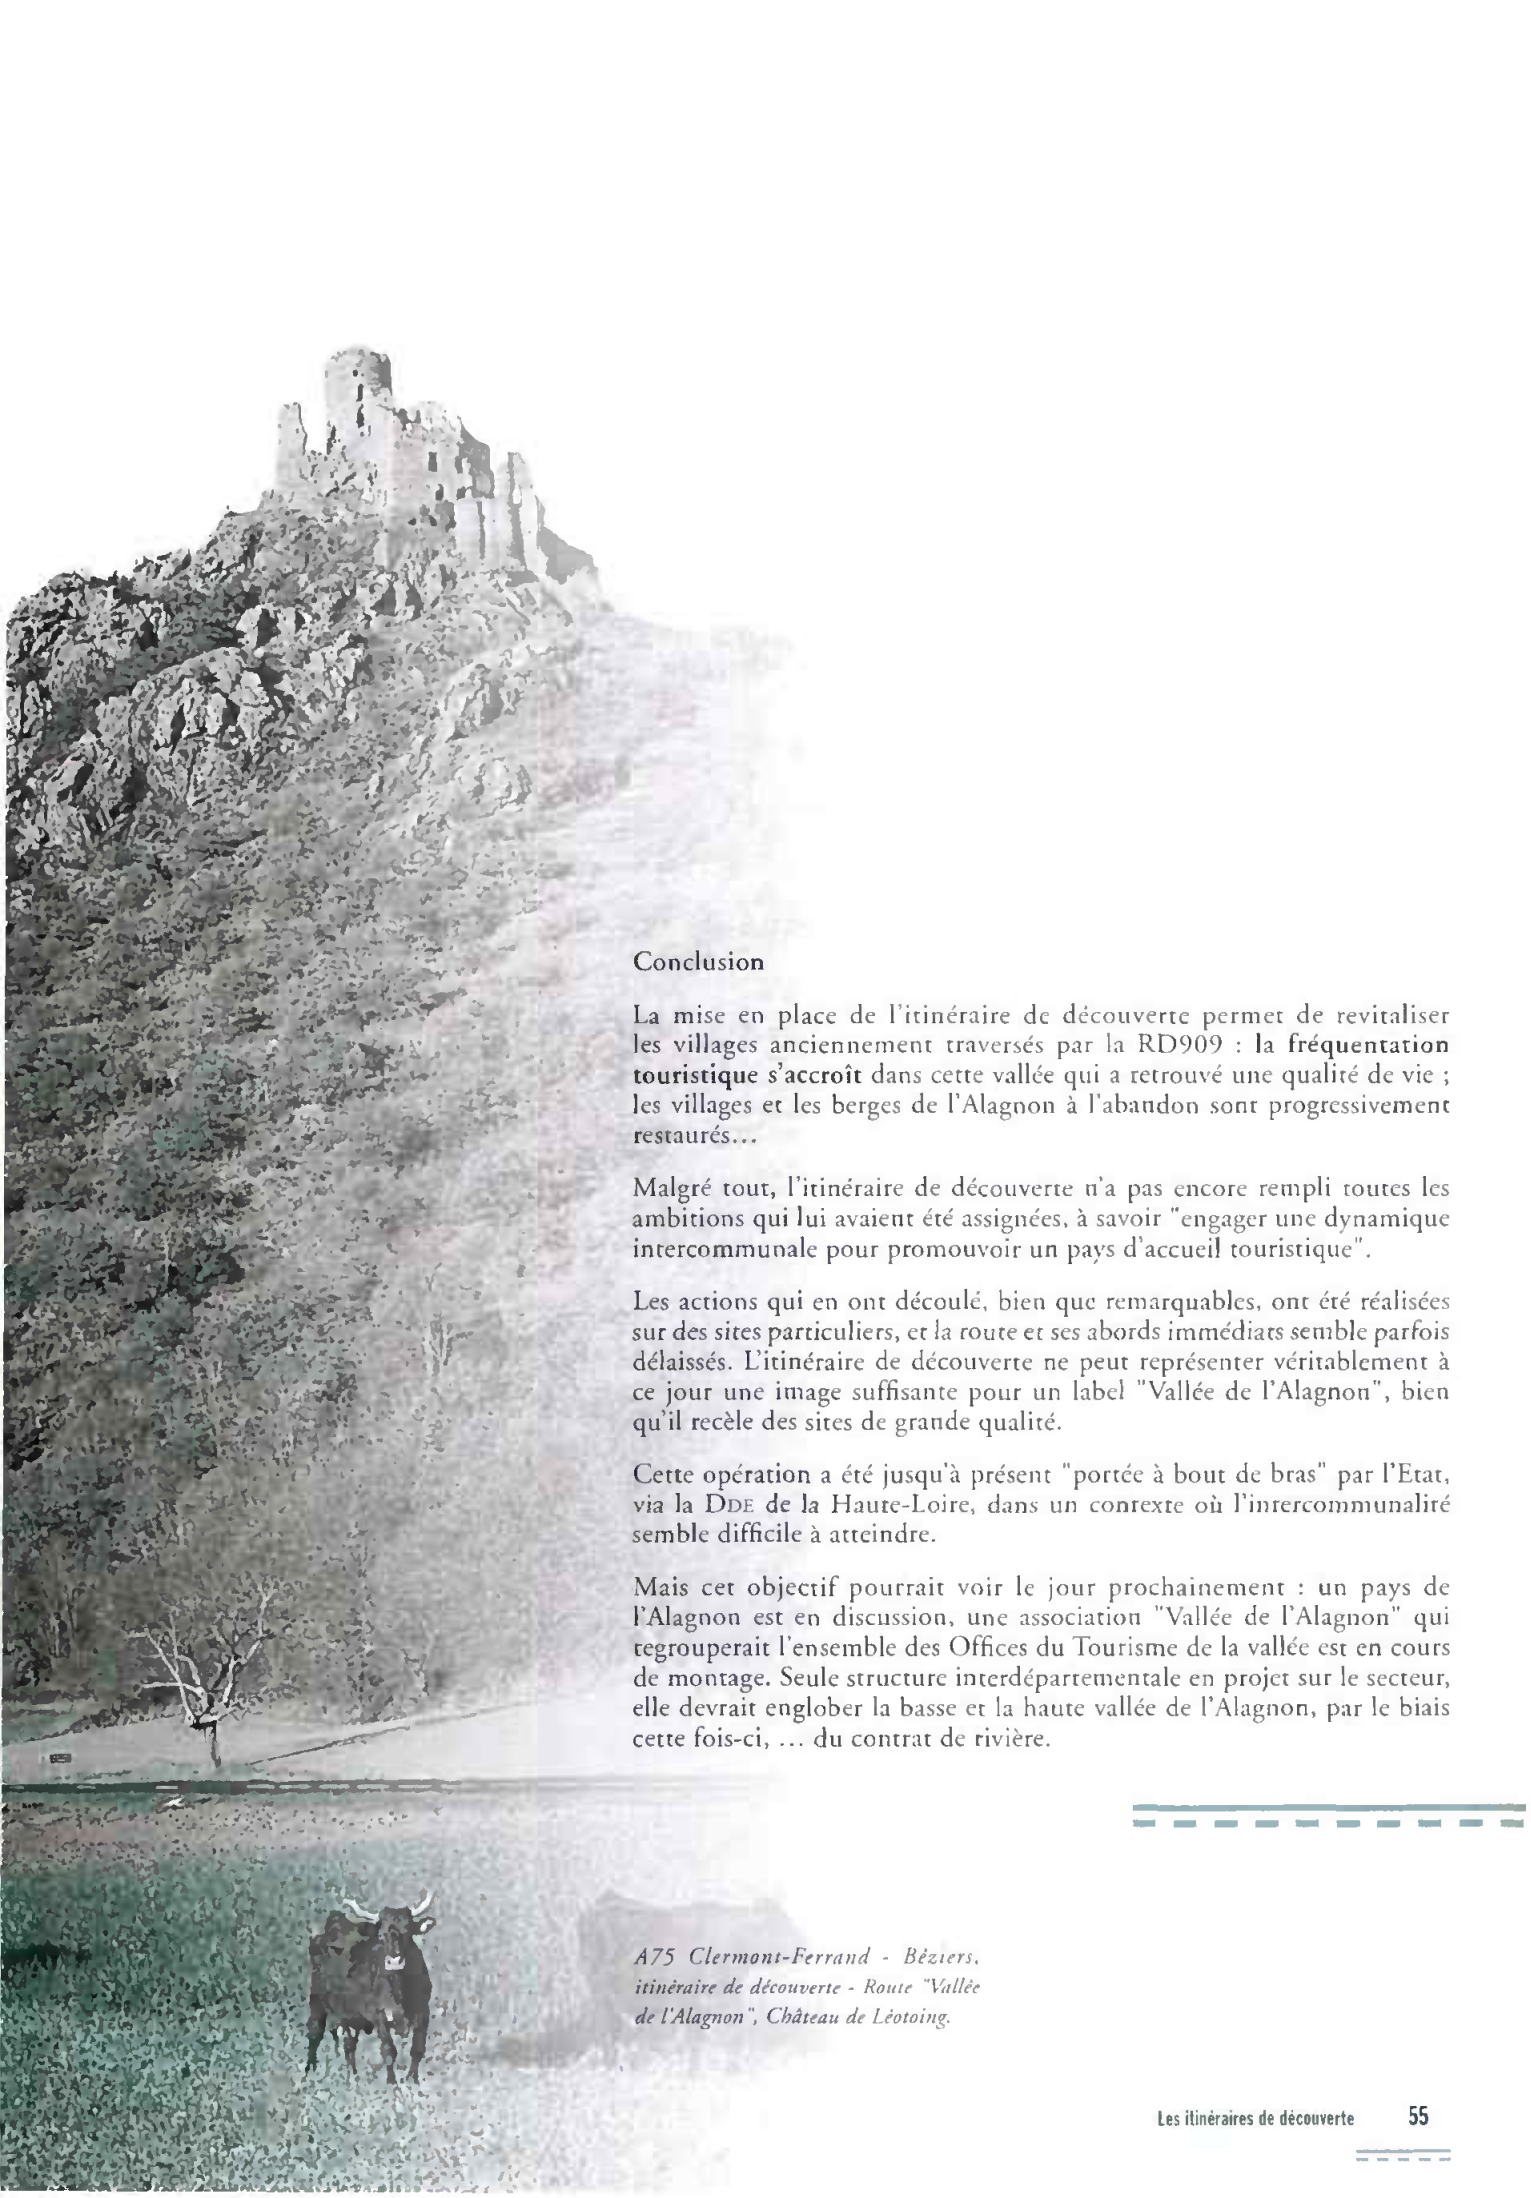 Conclusion
La mise en place de l'itinéraire de découverte permet de revitaliser
les villages anciennement traversés par la RD909 : la fréquentation
touristique s'accroît dans cette vallée qui a retrouvé une qualité de vie ;
les villages et les berges de l'Alagnon à l'abandon sont progressivement
restaurés...
Malgré tout, l'itinéraire de découverte n'a pas encore rempli toutes les
ambitions qui lui avaient été assignées, à savoir "engager une dynamique
intercommunale pour promouvoir un pays d'accueil touristique".
Les actions qui en ont découlé, bien que remarquables, ont été réalisées
sur des sites particuliers, et la route et ses abords immédiats semble parfois
délaissés. L'itinéraire de découverte ne peut représenter véritablement à
ce jour une image suffisante pour un label "Vallée de l'Alagnon", bien
qu'il recèle des sites de grande qualité.
Cette opération a été jusqu'à présent "portée à bout de bras" par l'Etat,
via la DDE de la Haute-Loire, dans un contexte où l'intercommunalité
semble difficile à atteindre.
Mais cet objectif pourrait voir le jour prochainement : un pays de
l'Alagnon est en discussion, une association "Vallée de l'Alagnon" qui
regrouperait l'ensemble des Offices du Tourisme de la vallée est en cours
de montage. Seule structure interdépartementale en projet sur le secteur,
elle devrait englober la basse et la haute vallée de l'Alagnon, par le biais
cette fois-ci, ... du contrat de rivière.
A75 Clermont-Ferrand - Béziers,
itinéraire de découverte - Route "Vallée
de l'Alagnon", Château de Léotoing.
Les itinéraires de découverte 55